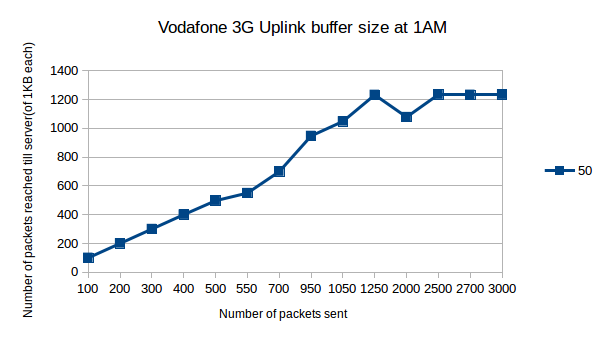 Vodafone 3G Uplink buffer size at 1AM
Number of packets reached till server(of 1KB each)
1400
1200
1000
800
600
400
200
0
100 200 300 400 500 550 700 950 1050 1250 2000 2500 2700 3000
Number of packets sent
50